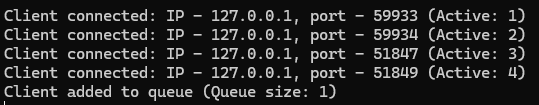 Client connected: IP - 127.0.0.1, port - 59933 (Active: 1)
Client connected: IP - 127.0.0.1, port - 59934 (Active: 2)
Client connected: IP - 127.0.0.1, port - 51847 (Active: 3)
Client connected: IP - 127.0.0.1, port - 51849 (Active: 4)
Client added to queue (Queue size: 1)